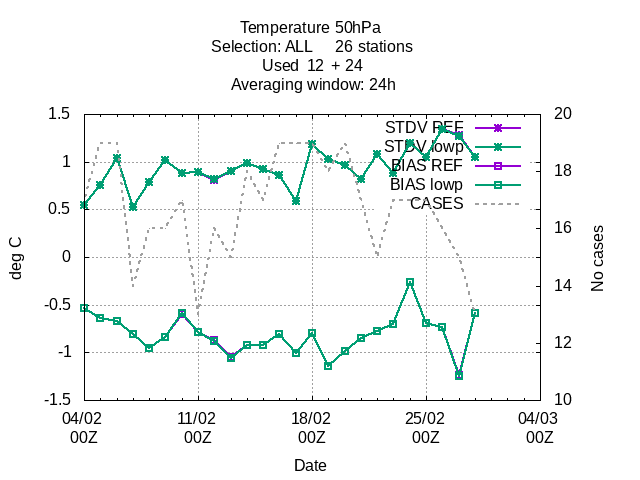 Temperature 50hPa
Selection: ALL 26 stations
Used 12 + 24
Averaging window: 24h
1.5
1
0.5
0
-0.5
-1
-1.5
deg C
20
18
16
14
12
10
No cases
STDV REF
STDV lowp
BIAS REF
BIAS lowp
CASES
04/02 11/02 18/02 25/02 04/03
00Z 00Z 00Z 00Z 00Z
Date